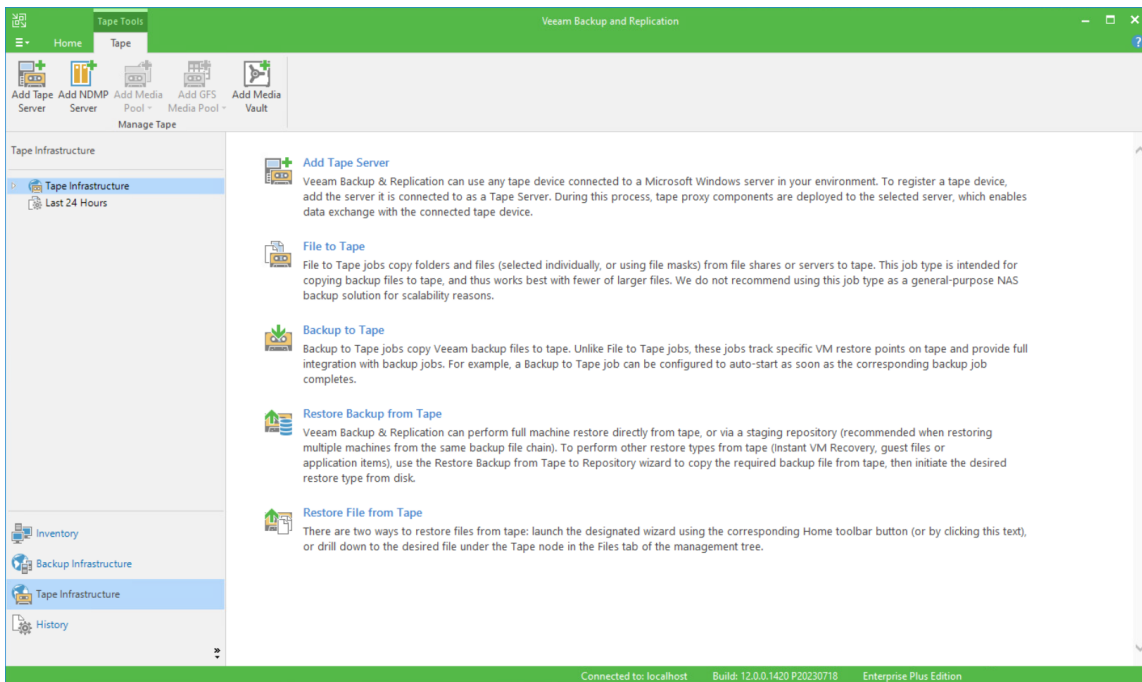 Tape Tools
Veeam Backup and Replication
Home Tape
Add Tape Server
Add NDMP Server
Add Media Pool
Add GFS Media Pool
Add Media Vault
Manage Tape
Tape Infrastructure
Tape Infrastructure
Last 24 Hours
Add Tape Server
Veeam Backup & Replication can use any tape device connected to a Microsoft Windows server in your environment. To register a tape device,
add the server it is connected to as a Tape Server. During this process, tape proxy components are deployed to the selected server, which enables
data exchange with the connected tape device.
File to Tape
File to Tape jobs copy folders and files (selected individually, or using file masks) from file shares or servers to tape. This job type is intended for
copying backup files to tape, and thus works best with fewer of larger files. We do not recommend using this job type as a general-purpose NAS
backup solution for scalability reasons.
Backup to Tape
Backup to Tape jobs copy Veeam backup files to tape. Unlike File to Tape jobs, these jobs track specific VM restore points on tape and provide full
integration with backup jobs. For example, a Backup to Tape job can be configured to auto-start as soon as the corresponding backup job
completes.
Restore Backup from Tape
Veeam Backup & Replication can perform full machine restore directly from tape, or via a staging repository (recommended when restoring
multiple machines from the same backup file chain). To perform other restore types from tape (Instant VM Recovery, guest files or
application items), use the Restore Backup from Tape to Repository wizard to copy the required backup file from tape, then initiate the desired
restore type from disk.
Restore File from Tape
There are two ways to restore files from tape: launch the designated wizard using the corresponding Home toolbar button (or by clicking this text),
or drill down to the desired file under the Tape node in the Files tab of the management tree.
Inventory
Backup Infrastructure
Tape Infrastructure
History
Connected to: localhost Build: 12.0.0.1420 P20230718 Enterprise Plus Edition